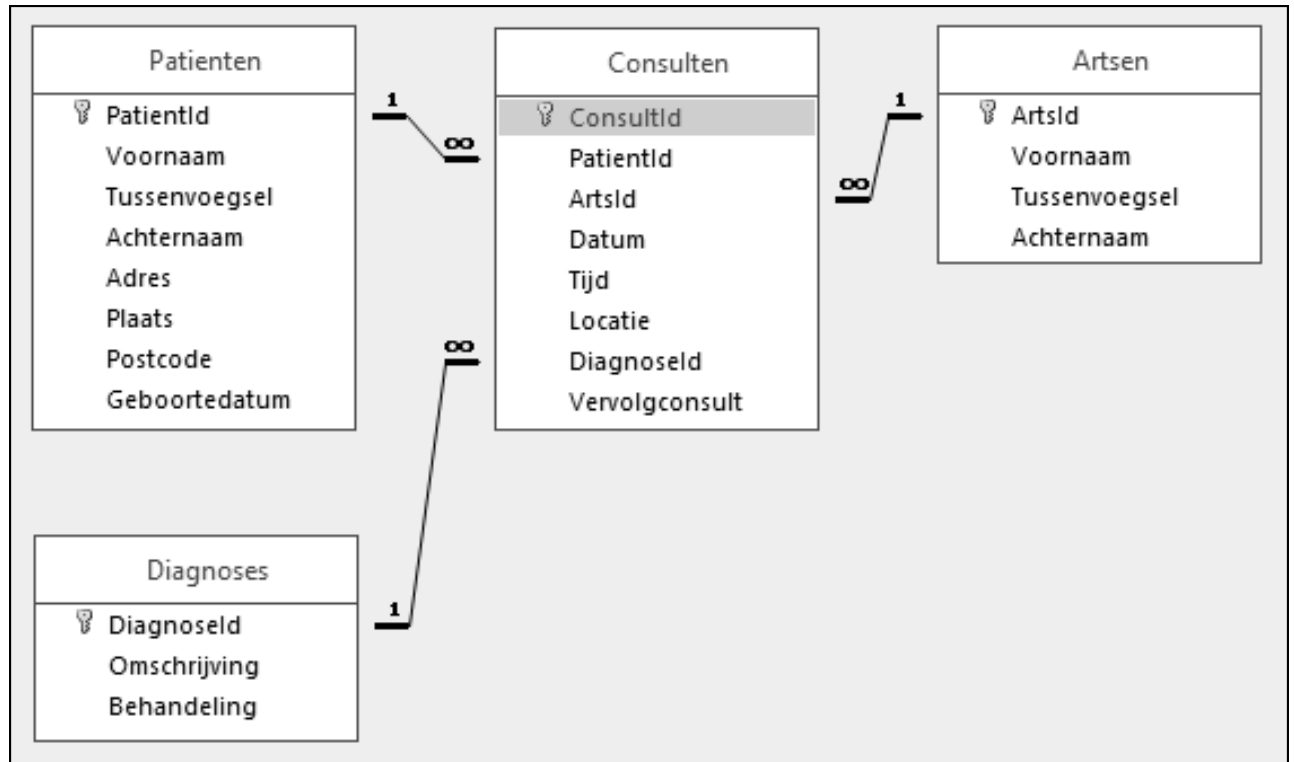 Patienten
PatientId
Voornaam
Tussenvoegsel
Achternaam
Adres
Plaats
Postcode
Geboortedatum
1
∞
Consulten
ConsultId
PatientId
ArtsId
Datum
Tijd
Locatie
DiagnoseId
Vervolgconsult
1
∞
Artsen
ArtsId
Voornaam
Tussenvoegsel
Achternaam
∞
1
Diagnoses
DiagnoseId
Omschrijving
Behandeling